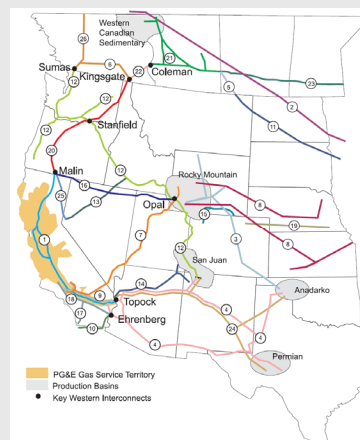 Western
Canadian
Sedimentary
26
21
Sumas
6
22
Coleman
Kingsgate
23
12
12
5
2
12
Stanfield
11
20
12
Malin
Rocky Mountain
16
25
13
Opal
8
15
19
1
7
3
8
12
San Juan
14
Anadarko
9
18
Topock
4
17
Ehrenberg
24
10
4
4
Permian
PG&E Gas Service Territory
Production Basins
Key Western Interconnects